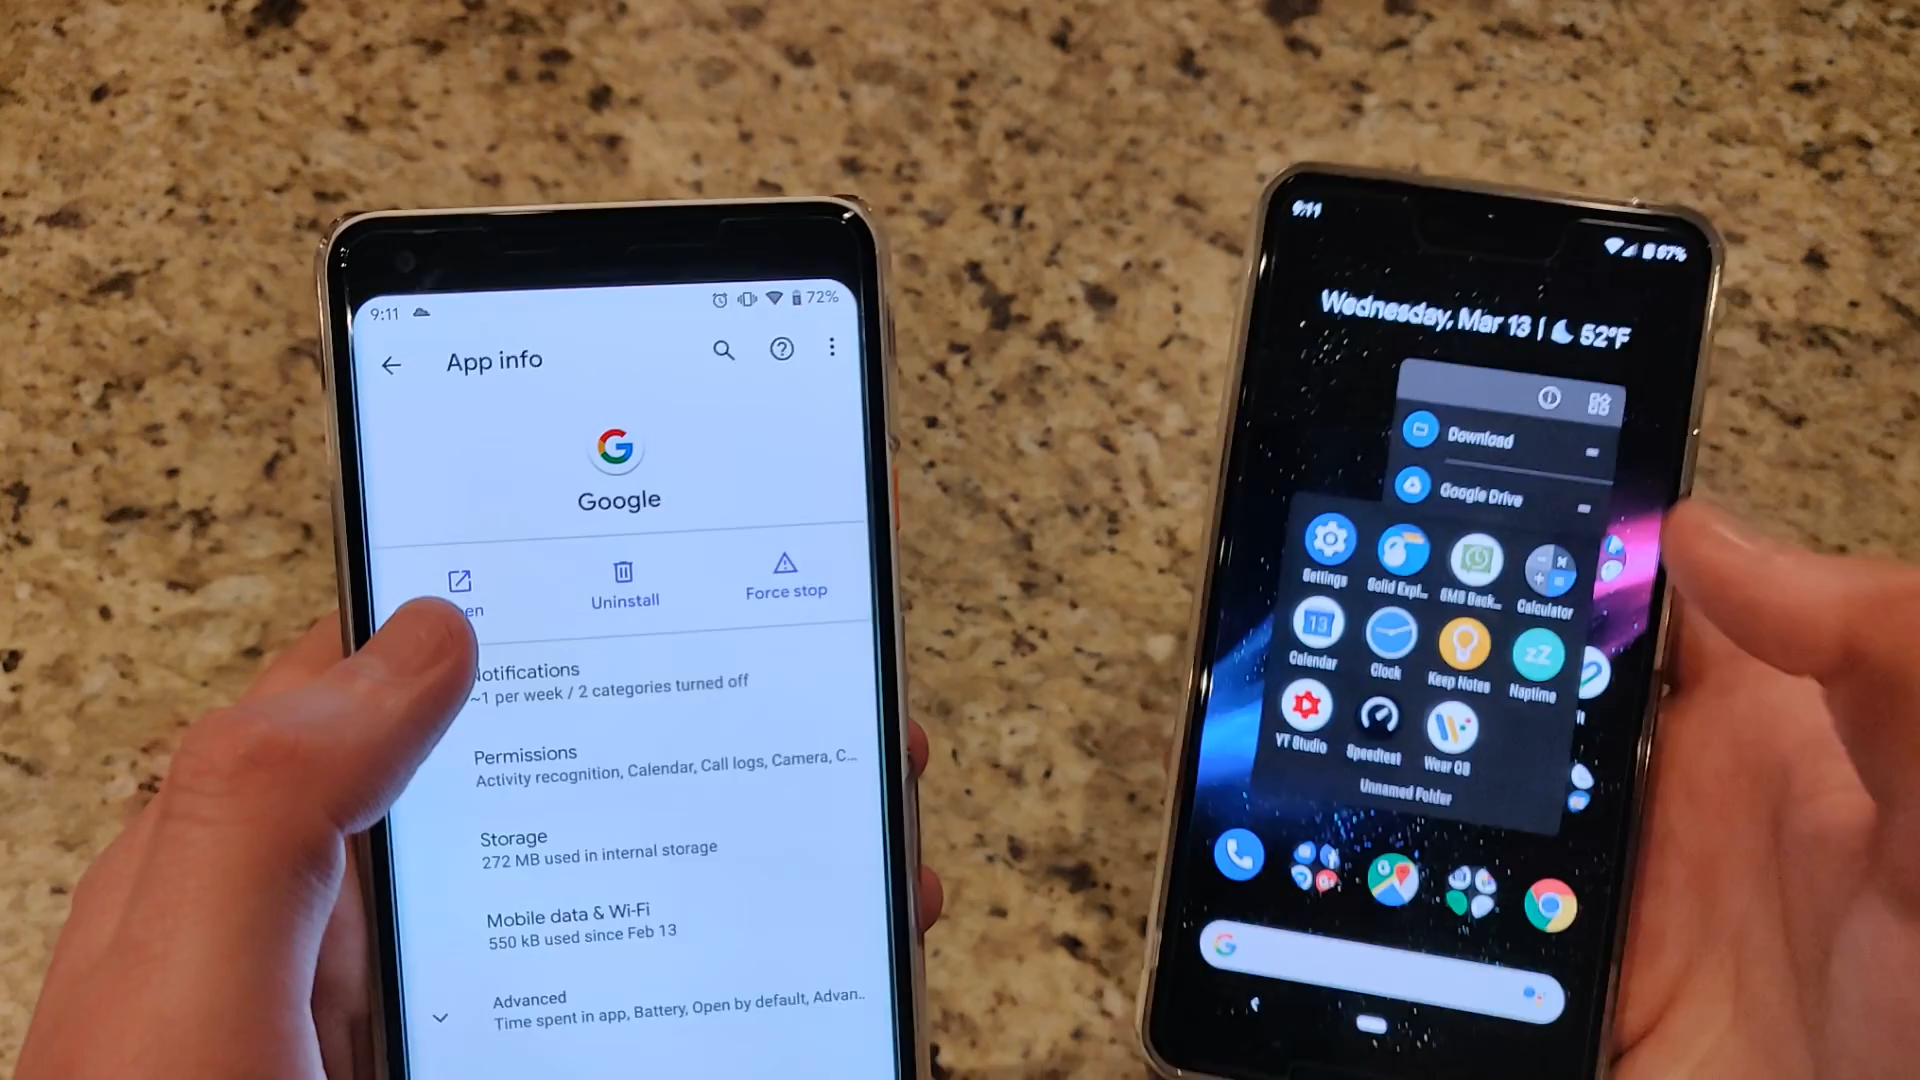 9:11
72%
App info
Google
en
Uninstall
Force stop
Notifications
~1 per week / 2 categories turned off
Permissions
Activity recognition, Calendar, Call logs, Camera, C...
Storage
272 MB used in internal storage
Mobile data & Wi-Fi
550 kB used since Feb 13
Advanced
Time spent in app, Battery, Open by default, Advan..
9:11
67%
Wednesday, Mar 13 | 52°F
Download
Google Drive
Settings
Solid Expl...
SMS Back...
Calculator
13
Calendar
Clock
Keep Notes
zZ
Naptime
YT Studio
Speedtest
Wear OS
Unnamed Folder